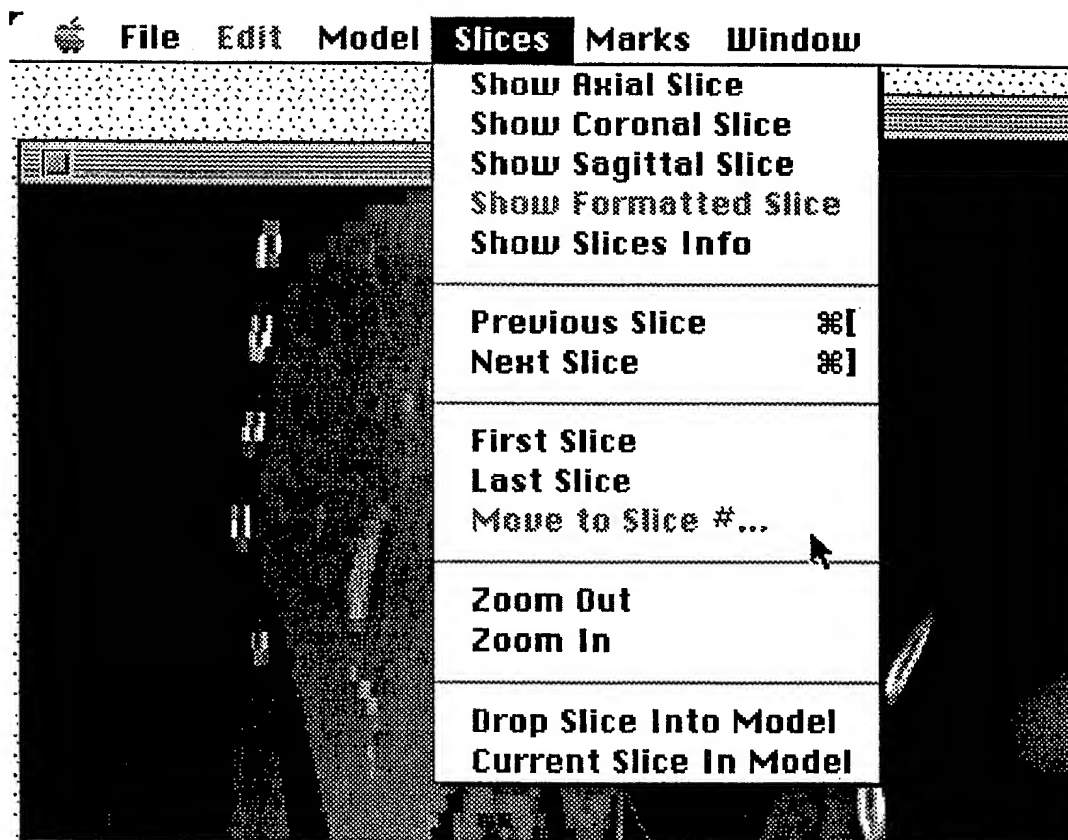 File Edit Model Slices Marks Window
Show Axial Slice
Show Coronal Slice
Show Sagittal Slice
Show Formatted Slice
Show Slices Info
Previous Slice ⌘[
Next Slice ⌘]
First Slice
Last Slice
Move to Slice #...
Zoom Out
Zoom In
Drop Slice Into Model
Current Slice In Model